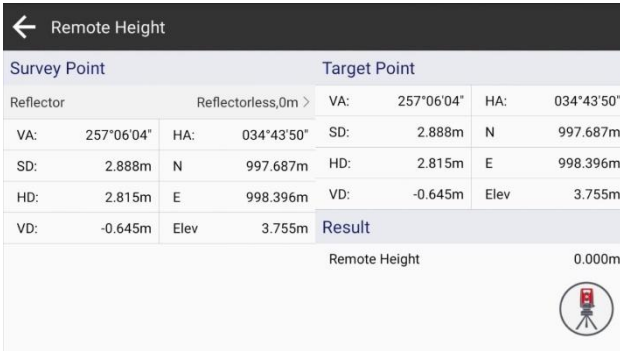 Remote Height
Survey Point
Reflector Reflectorless,0m >
VA: 257°06'04" HA: 034°43'50"
SD: 2.888m N 997.687m
HD: 2.815m E 998.396m
VD: -0.645m Elev 3.755m
Target Point
VA: 257°06'04" HA: 034°43'50"
SD: 2.888m N 997.687m
HD: 2.815m E 998.396m
VD: -0.645m Elev 3.755m
Result
Remote Height 0.000m